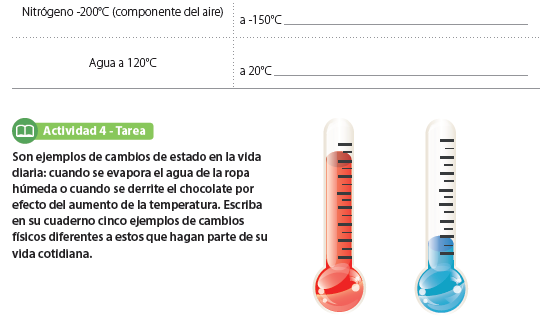 Nitrógeno -200°C (componente del aire)
a -150°C
Agua a 120°C
a 20°C
Actividad 4 - Tarea
Son ejemplos de cambios de estado en la vida
diaria: cuando se evapora el agua de la ropa
húmeda o cuando se derrite el chocolate por
efecto del aumento de la temperatura. Escriba
en su cuaderno cinco ejemplos de cambios
físicos diferentes a estos que hagan parte de su
vida cotidiana.